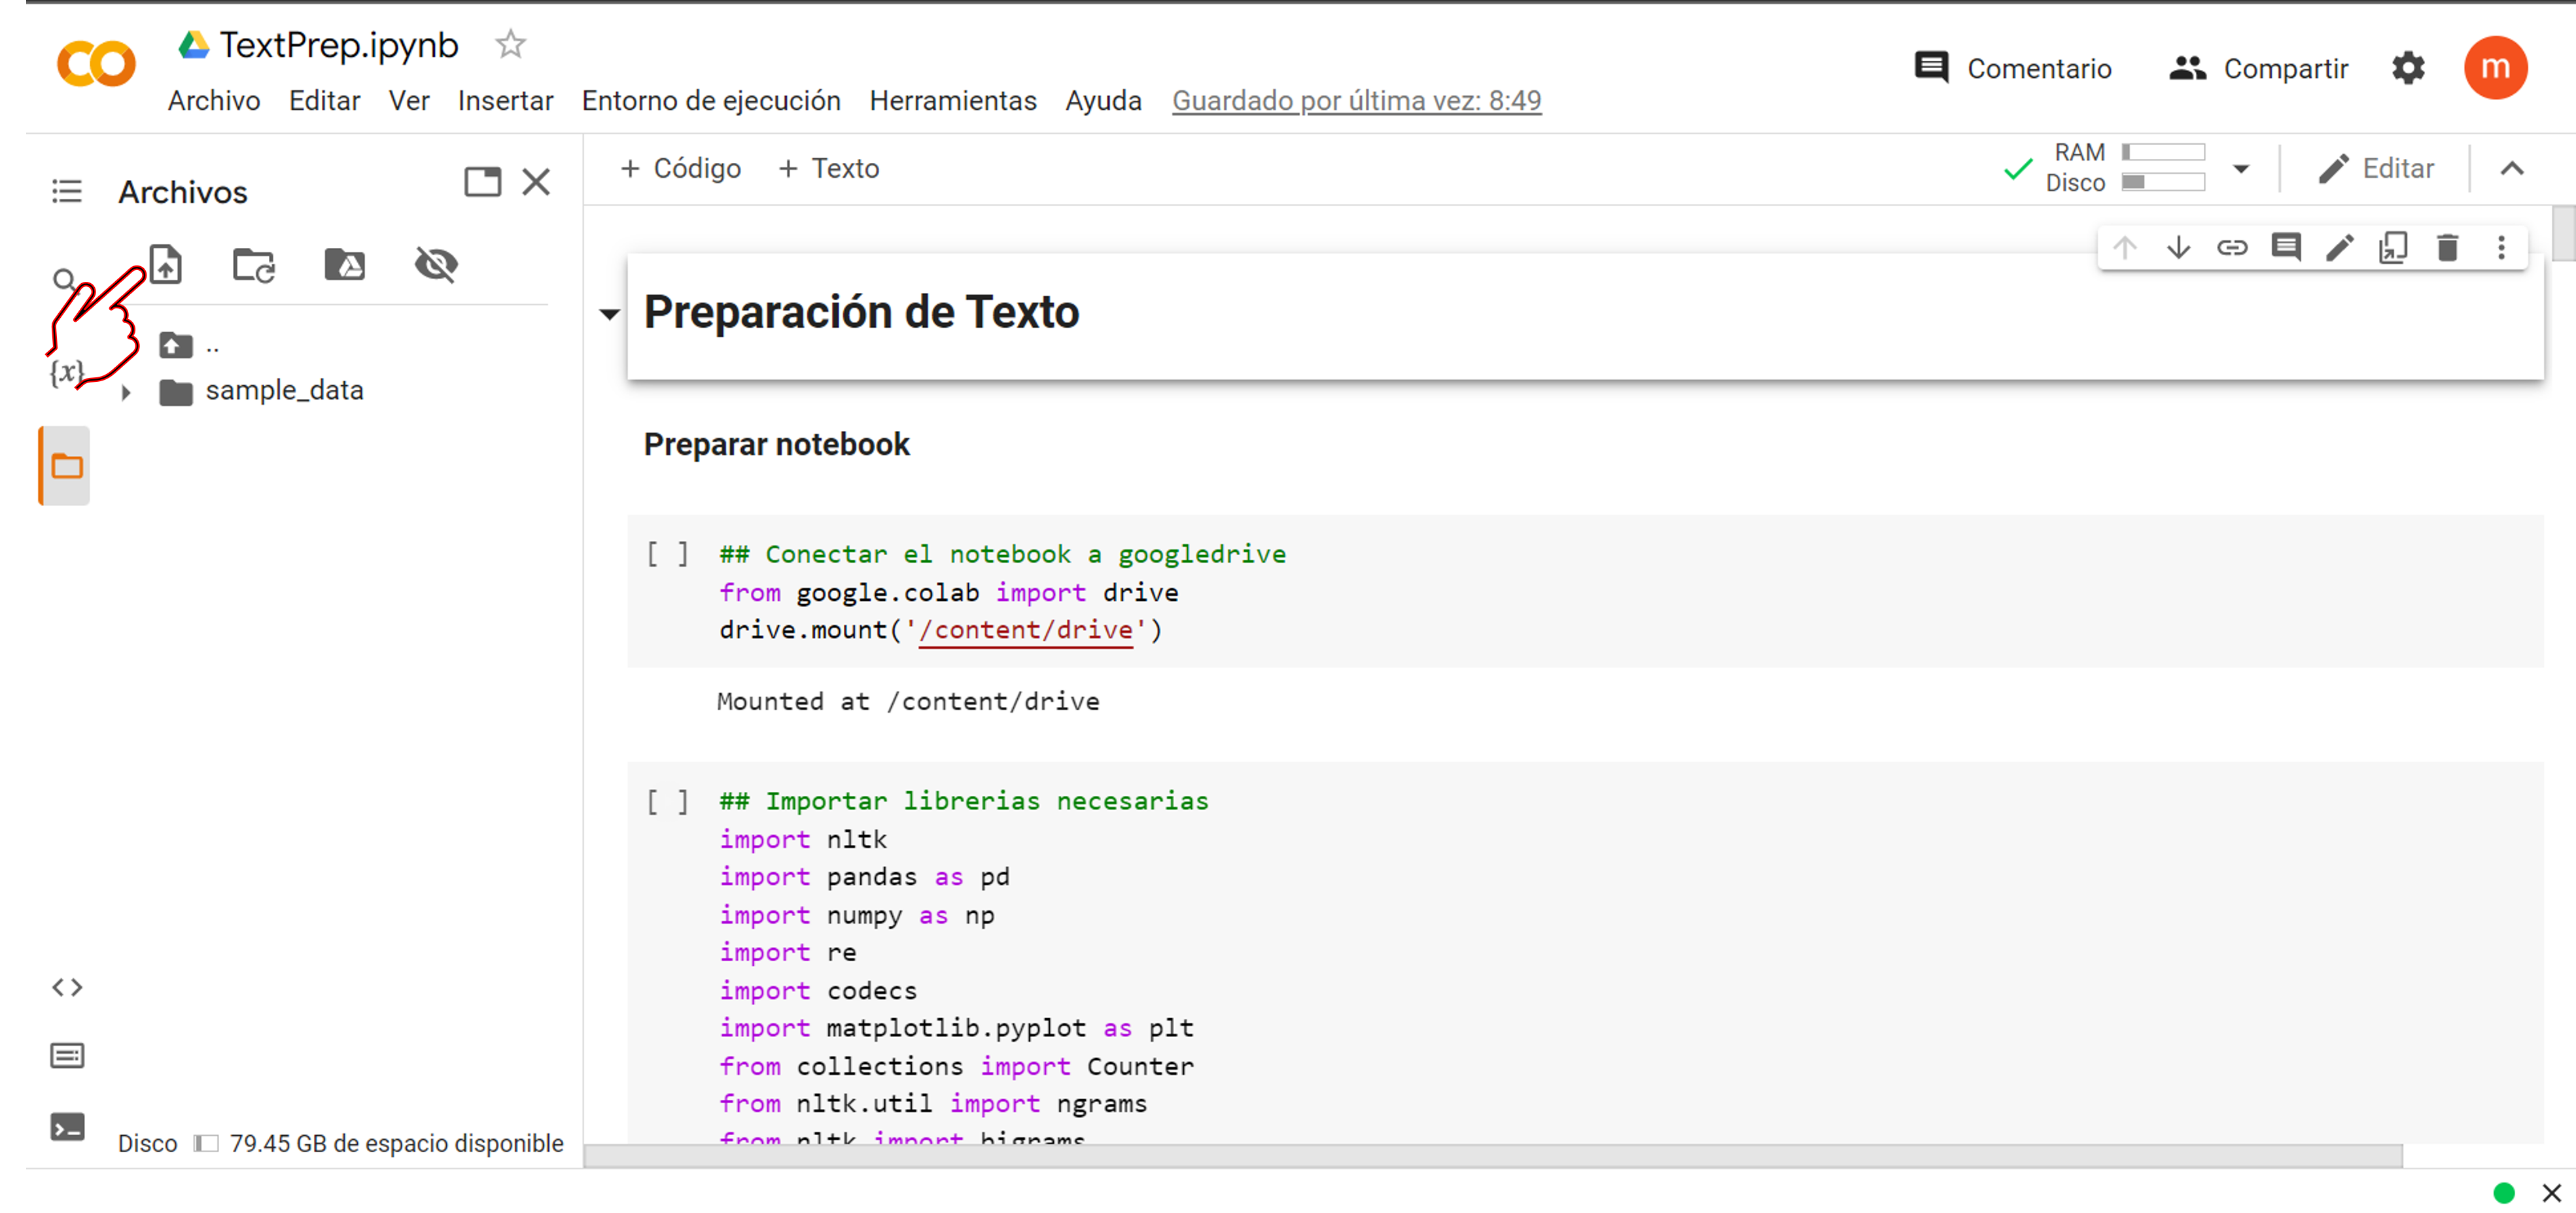 TextPrep.ipynb
Archivo Editar Ver Insertar Entorno de ejecución Herramientas Ayuda Guardado por última vez: 8:49
Comentario Compartir m
Archivos
+ Código + Texto
RAM
Disco
Editar
{x}
..
sample_data
Preparación de Texto
Preparar notebook
[ ] ## Conectar el notebook a googledrive
from google.colab import drive
drive.mount('/content/drive')
Mounted at /content/drive
[ ] ## Importar librerias necesarias
import nltk
import pandas as pd
import numpy as np
import re
import codecs
import matplotlib.pyplot as plt
from collections import Counter
from nltk.util import ngrams
from nltk import bigrams
Disco 79.45 GB de espacio disponible